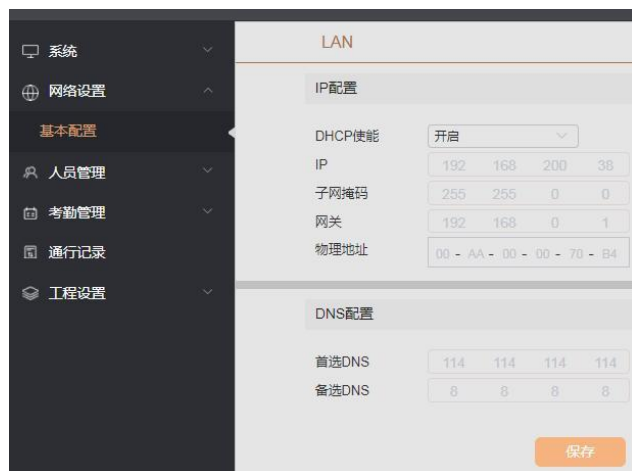 系统
网络设置
基本配置
人员管理
考勤管理
通行记录
工程设置
LAN
IP配置
DHCP使能 开启
IP 192 168 200 38
子网掩码 255 255 0 0
网关 192 168 0 1
物理地址 00 - AA - 00 - 00 - 70 - B4
DNS配置
首选DNS 114 114 114 114
备选DNS 8 8 8 8
保存